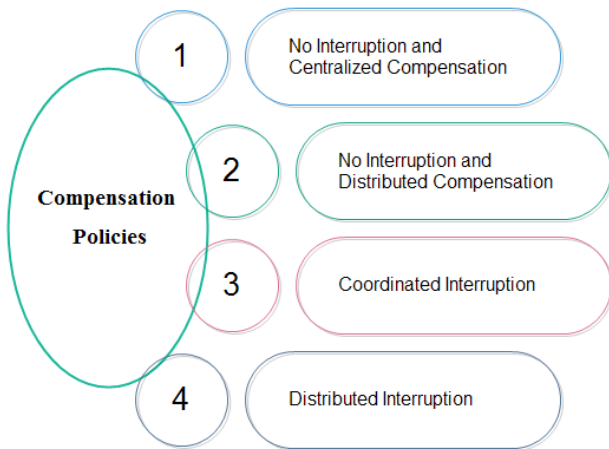 1
No Interruption and
Centralized Compensation
2
No Interruption and
Distributed Compensation
Compensation
Policies
3
Coordinated Interruption
4
Distributed Interruption